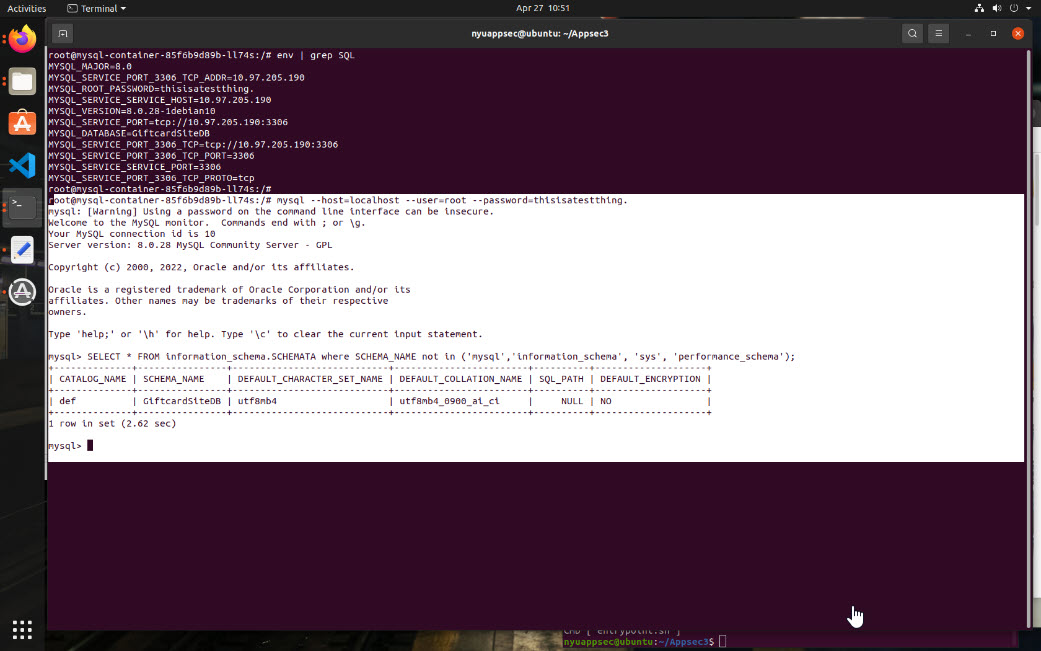 Activities
Terminal
Apr 27 10:51
nyuappsec@ubuntu: ~/Appsec3
root@mysql-container-85f6b9d89b-ll74s:/# env | grep SQL
MYSQL_MAJOR=8.0
MYSQL_SERVICE_PORT_3306_TCP_ADDR=10.97.205.190
MYSQL_ROOT_PASSWORD=thisisatestthing.
MYSQL_SERVICE_SERVICE_HOST=10.97.205.190
MYSQL_VERSION=8.0.28-1debian10
MYSQL_SERVICE_PORT=tcp://10.97.205.190:3306
MYSQL_DATABASE=GiftcardSiteDB
MYSQL_SERVICE_PORT_3306_TCP=tcp://10.97.205.190:3306
MYSQL_SERVICE_PORT_3306_TCP_PORT=3306
MYSQL_SERVICE_SERVICE_PORT=3306
MYSQL_SERVICE_PORT_3306_TCP_PROTO=tcp
root@mysql-container-85f6b9d89b-ll74s:/#
root@mysql-container-85f6b9d89b-ll74s:/# mysql --host=localhost --user=root --password=thisisatestthing.
mysql: [Warning] Using a password on the command line interface can be insecure.
Welcome to the MySQL monitor.  Commands end with ; or \g.
Your MySQL connection id is 10
Server version: 8.0.28 MySQL Community Server - GPL
Copyright (c) 2000, 2022, Oracle and/or its affiliates.
Oracle is a registered trademark of Oracle Corporation and/or its
affiliates. Other names may be trademarks of their respective
owners.
Type 'help;' or '\h' for help. Type '\c' to clear the current input statement.
mysql> SELECT * FROM information_schema.SCHEMATA where SCHEMA_NAME not in ('mysql','information_schema', 'sys', 'performance_schema');
+--------------+----------------+----------------------------+------------------------+----------+--------------------+
| CATALOG_NAME | SCHEMA_NAME    | DEFAULT_CHARACTER_SET_NAME | DEFAULT_COLLATION_NAME | SQL_PATH | DEFAULT_ENCRYPTION |
+--------------+----------------+----------------------------+------------------------+----------+--------------------+
| def          | GiftcardSiteDB | utf8mb4                    | utf8mb4_0900_ai_ci     |     NULL | NO                 |
+--------------+----------------+----------------------------+------------------------+----------+--------------------+
1 row in set (2.62 sec)
mysql>
CMD [ entrypoint.sh ]
nyuappsec@ubuntu:~/Appsec3$